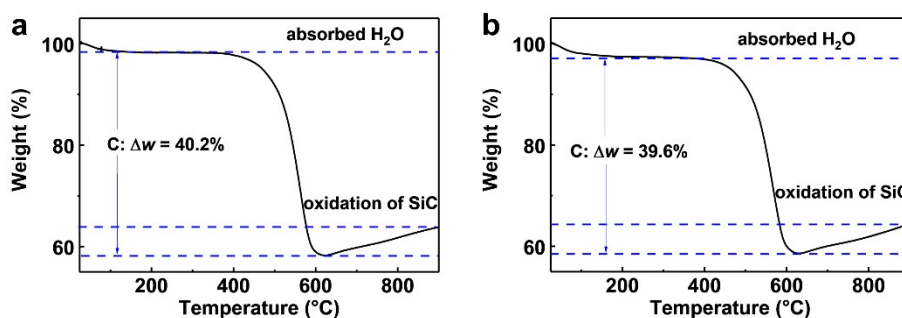 a
absorbed H₂O
C: Δw = 40.2%
oxidation of SiC
100
80
60
Weight (%)
200 400 600 800
Temperature (°C)
b
absorbed H₂O
C: Δw = 39.6%
oxidation of SiC
100
80
60
Weight (%)
200 400 600 800
Temperature (°C)